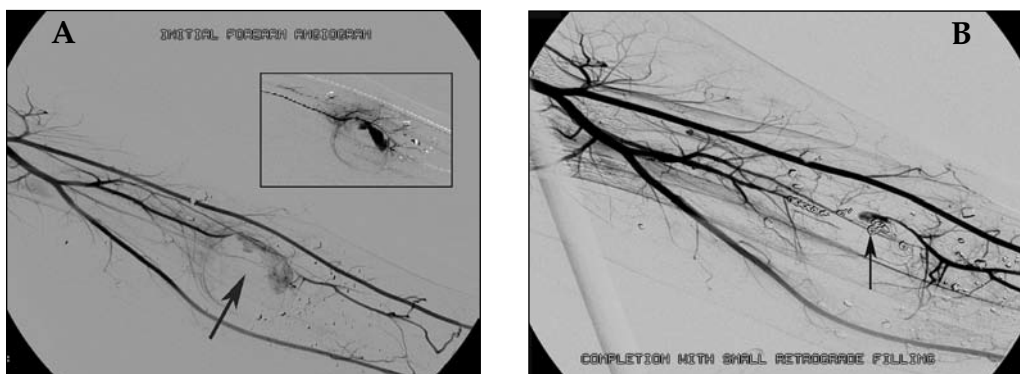 A
INITIAL FOREARM ANGIOGRAM
B
COMPLETION WITH SMALL RETROGRADE FILLING